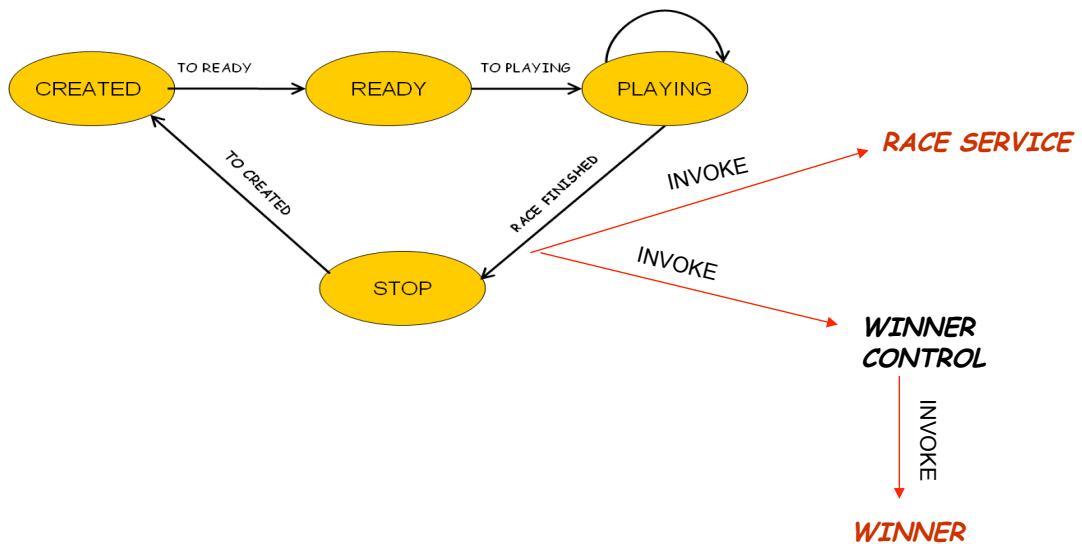 TO READY
TO PLAYING
CREATED
READY
PLAYING
RACE SERVICE
INVOKE
TO CREATED
RACE FINISHED
INVOKE
STOP
WINNER
CONTROL
INVOKE
WINNER